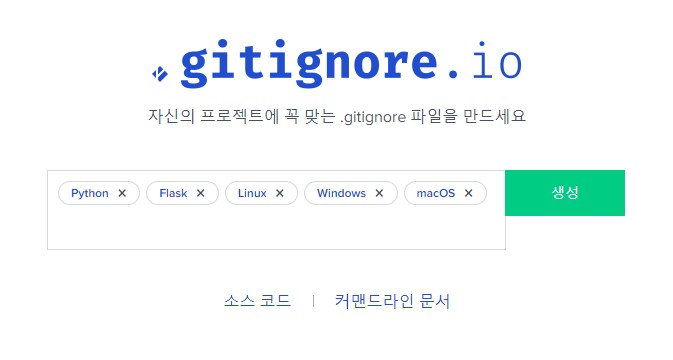 .gitignore.io
자신의 프로젝트에 꼭 맞는 .gitignore 파일을 만드세요
Python × Flask × Linux × Windows × macOS × 생성
소스 코드 | 커맨드라인 문서